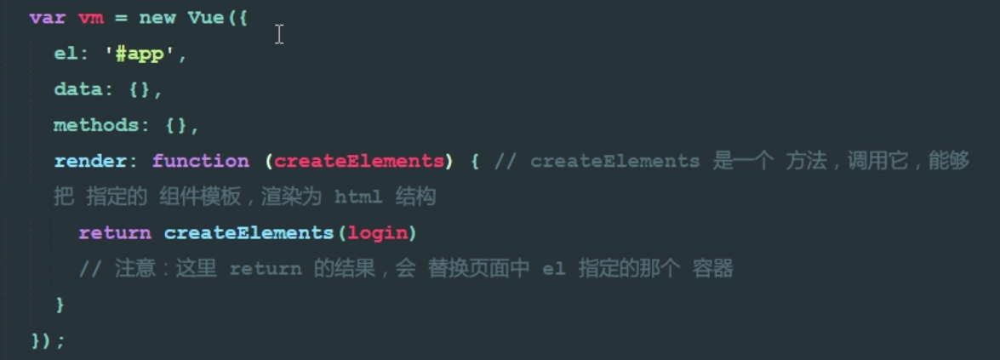 var vm = new Vue({
el: '#app',
data: {},
methods: {},
render: function (createElements) { // createElements 是一个 方法，调用它，能够
把 指定的 组件模板，渲染为 html 结构
return createElements(login)
// 注意：这里 return 的结果，会 替换页面中 el 指定的那个 容器
}
});